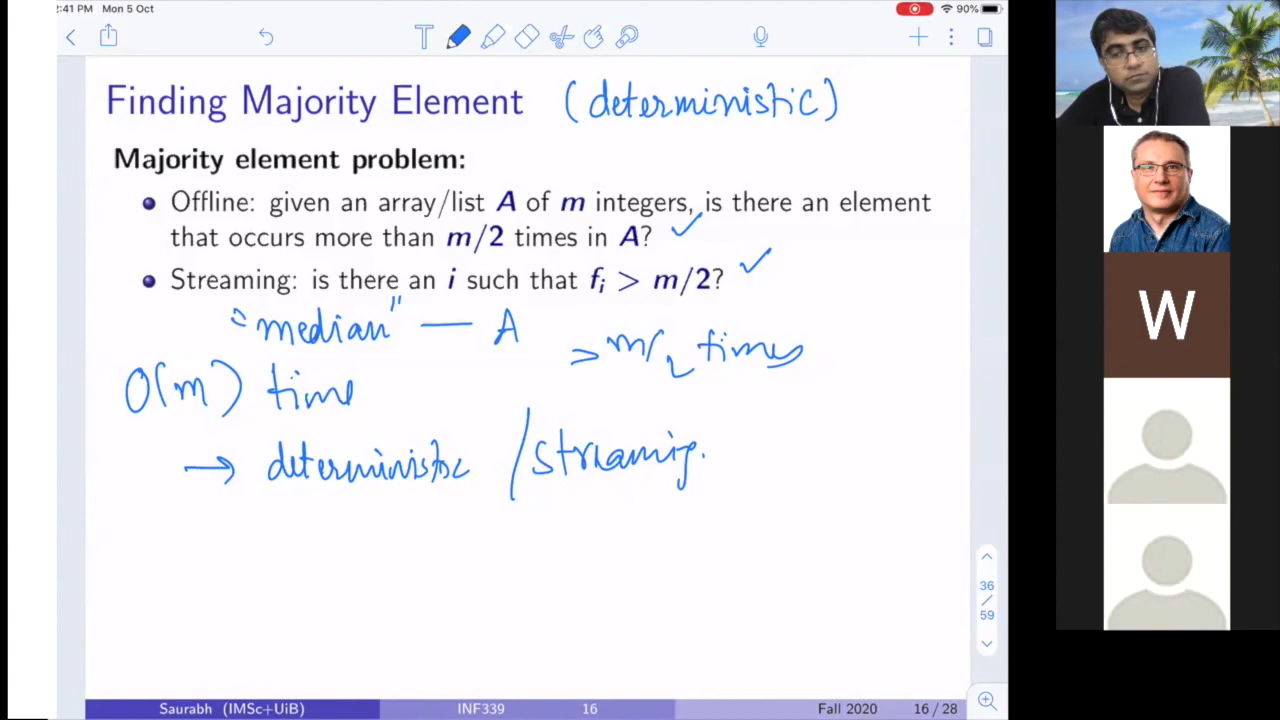 2:41 PM Mon 5 Oct
90%
Finding Majority Element (deterministic)
Majority element problem:
Offline: given an array/list A of m integers, is there an element
that occurs more than m/2 times in A?
Streaming: is there an i such that fᵢ > m/2?
"median" — A
> m/2 times
O(m) time
→ deterministic / streaming.
W
36
/
59
Saurabh (IMSc+UiB) INF339 16 Fall 2020 16 / 28